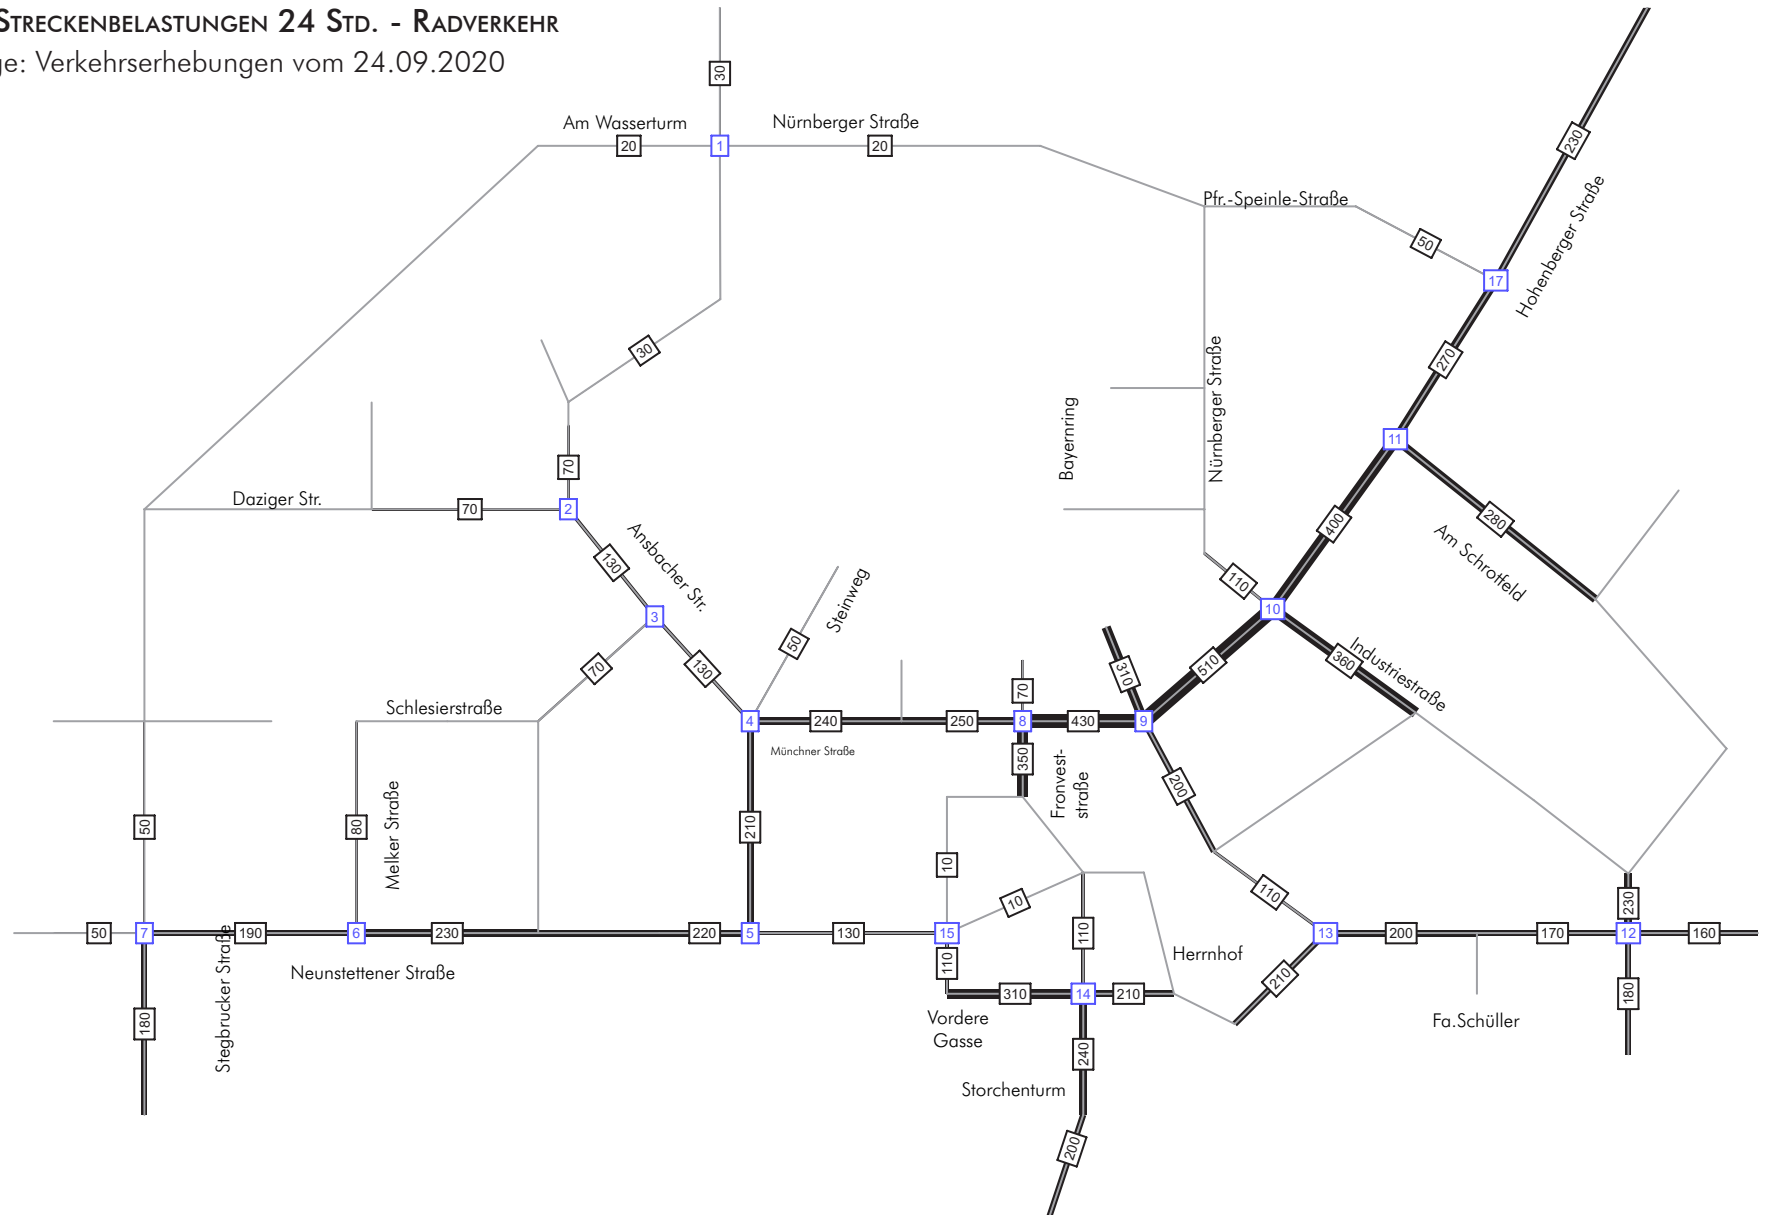 STRECKENBELASTUNGEN 24 STD. - RADVERKEHR
ge: Verkehrserhebungen vom 24.09.2020
30
Am Wasserturm
Nürnberger Straße
20
1
20
230
Pfr.-Speinle-Straße
50
17
Hohenberger Straße
30
270
Nürnberger Straße
Bayernring
11
70
Daziger Str.
70
2
400
280
Am Schrotfeld
130
Ansbacher Str.
110
10
3
Steinweg
50
70
130
310
510
360
Industriestraße
70
Schlesierstraße
4
240
250
8
430
9
Münchner Straße
350
Fronvest-
straße
200
50
80
Melker Straße
210
10
110
10
230
50
7
190
6
230
220
5
130
15
110
13
200
170
12
160
Stegbrucker Straße
Neunstettener Straße
110
Herrnhof
210
310
14
210
180
180
Vordere
Gasse
Fa.Schüller
240
Storchenturm
200